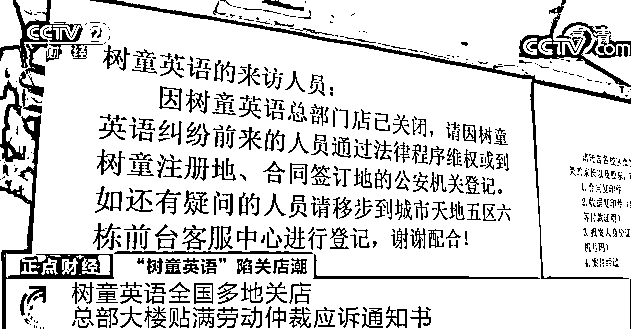 CCTV 2
财经
CCTV.com
树童英语的来访人员：
因树童英语总部门店已关闭，请因树童
英语纠纷前来的人员通过法律程序维权或到
树童注册地、合同签订地的公安机关登记。
如还有疑问的人员请移步到城市天地五区六
栋前台客服中心进行登记，谢谢配合！
1.合同复印件
正点财经
“树童英语”陷关店潮
树童英语全国多地关店
总部大楼贴满劳动仲裁应诉通知书